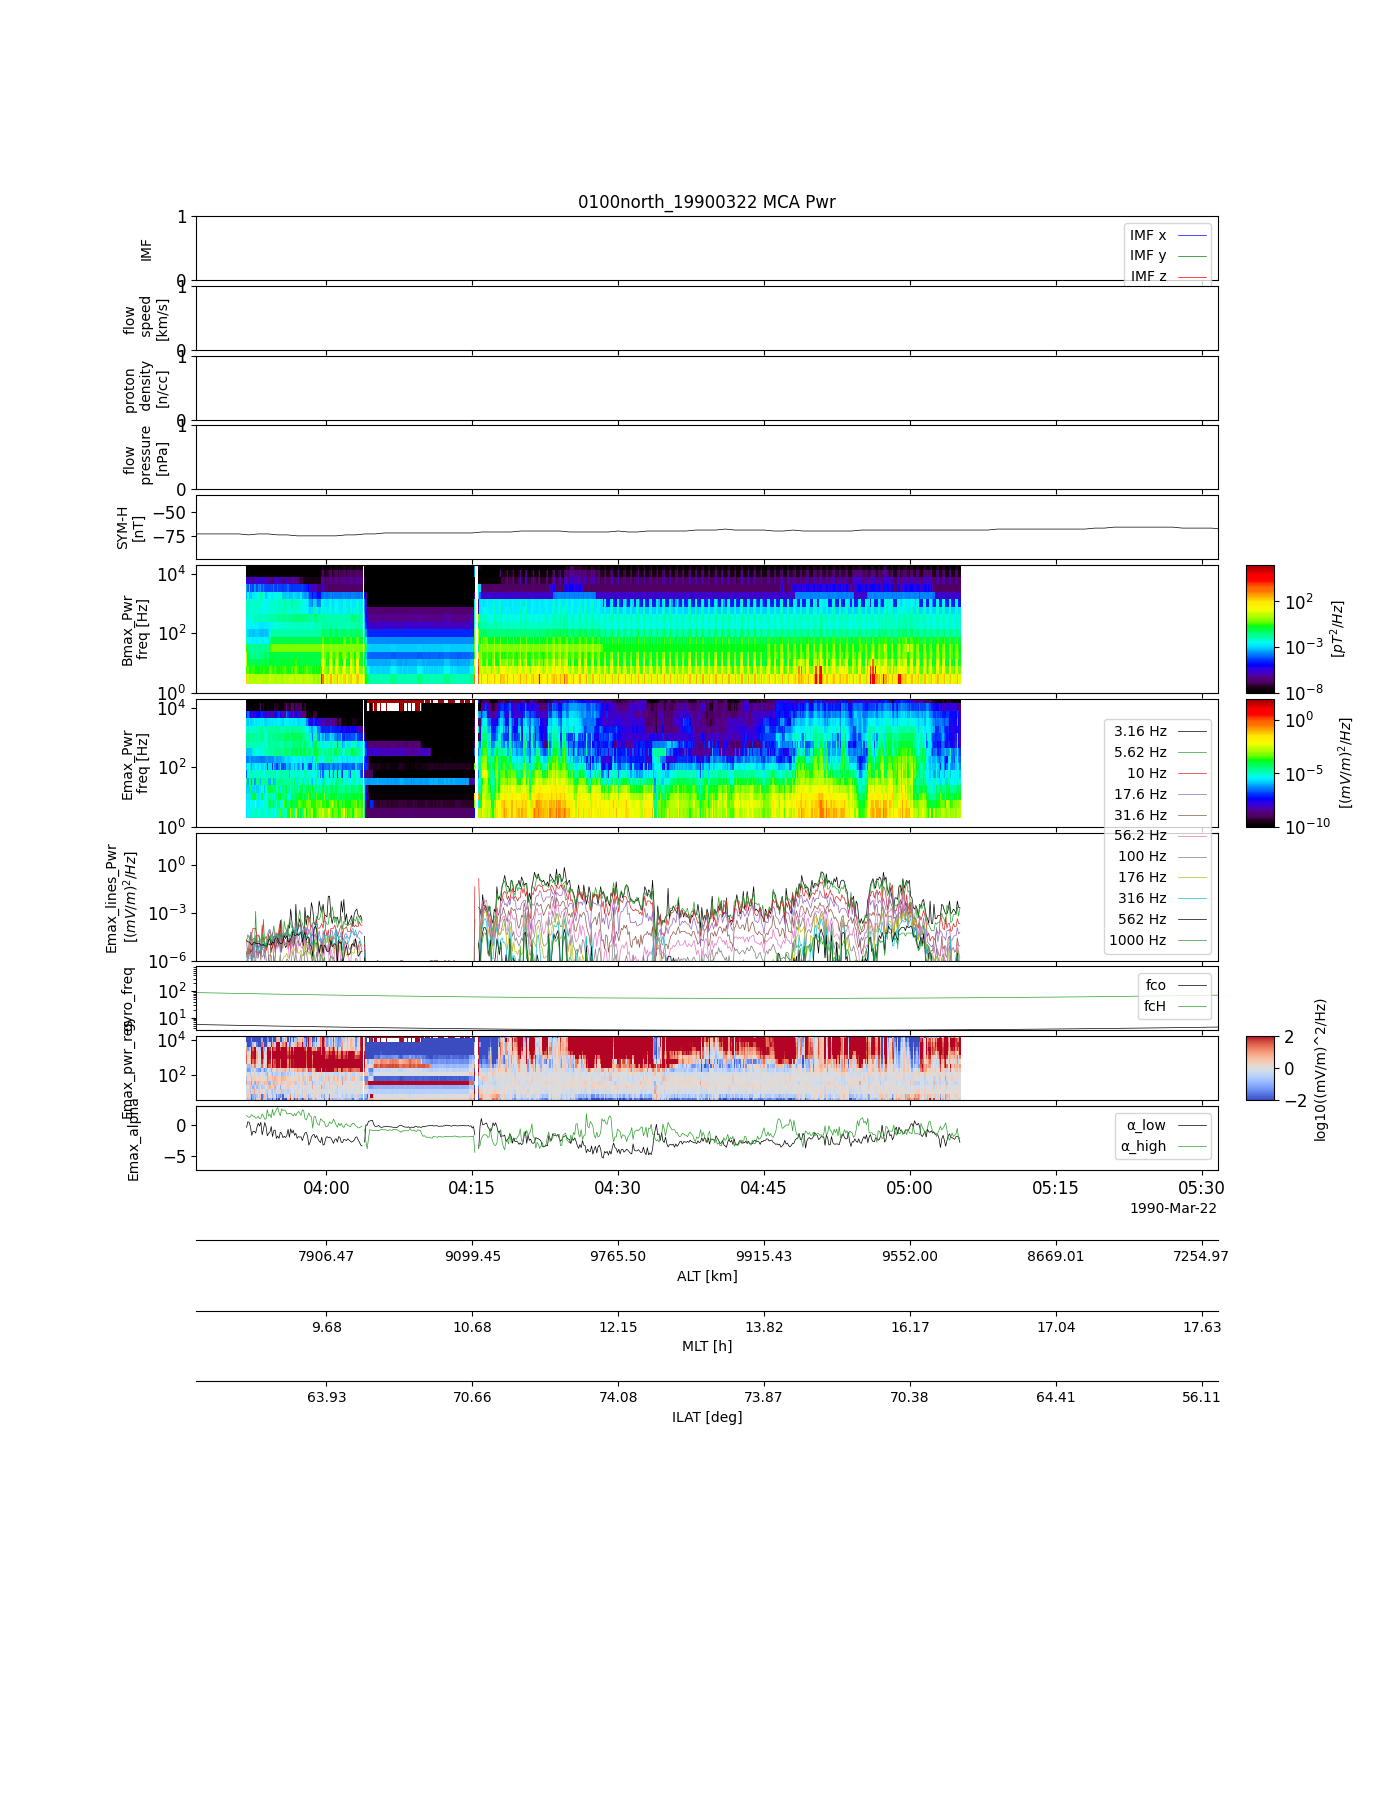 0100north_19900322 MCA Pwr
1
0
IMF
IMF x
IMF y
IMF z
1
0
flow
speed
[km/s]
1
0
proton
density
[n/cc]
1
0
flow
pressure
[nPa]
−50
−75
SYM-H
[nT]
10^4
10^2
10^0
Bmax_Pwr
freq [Hz]
10^2
10^−3
10^−8
[pT^2/Hz]
10^4
10^2
10^0
Emax_Pwr
freq [Hz]
10^0
10^−5
10^−10
[(mV/m)^2/Hz]
3.16 Hz
5.62 Hz
10 Hz
17.6 Hz
31.6 Hz
56.2 Hz
100 Hz
176 Hz
316 Hz
562 Hz
1000 Hz
10^0
10^−3
10^−6
Emax_lines_Pwr
[(mV/m)^2/Hz]
10^2
10^1
gyro_freq
fco
fcH
10^4
10^2
Emax_pwr_reg
2
0
−2
log10((mV/m)^2/Hz)
0
−5
Emax_alpha
α_low
α_high
04:00 04:15 04:30 04:45 05:00 05:15 05:30
1990-Mar-22
7906.47 9099.45 9765.50 9915.43 9552.00 8669.01 7254.97
ALT [km]
9.68 10.68 12.15 13.82 16.17 17.04 17.63
MLT [h]
63.93 70.66 74.08 73.87 70.38 64.41 56.11
ILAT [deg]